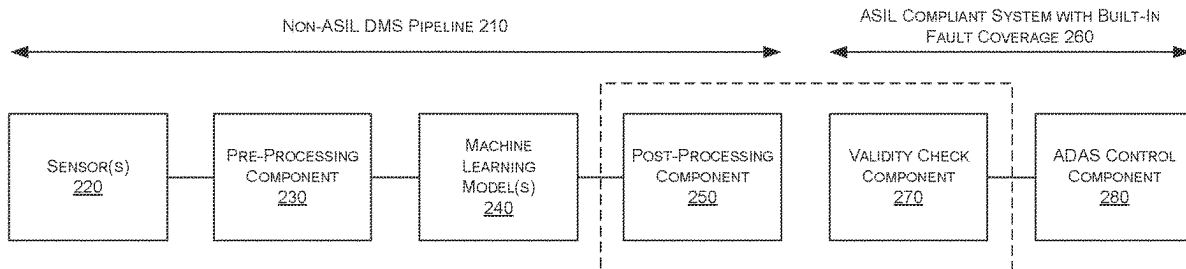 NON-ASIL DMS PIPELINE 210
ASIL COMPLIANT SYSTEM WITH BUILT-IN
FAULT COVERAGE 260
SENSOR(S)
220
PRE-PROCESSING
COMPONENT
230
MACHINE
LEARNING
MODEL(S)
240
POST-PROCESSING
COMPONENT
250
VALIDITY CHECK
COMPONENT
270
ADAS CONTROL
COMPONENT
280